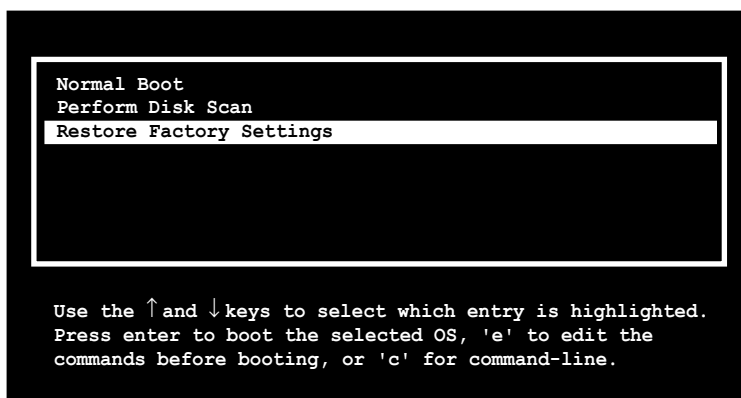 Normal Boot
Perform Disk Scan
Restore Factory Settings
Use the ↑ and ↓ keys to select which entry is highlighted.
Press enter to boot the selected OS, 'e' to edit the
commands before booting, or 'c' for command-line.